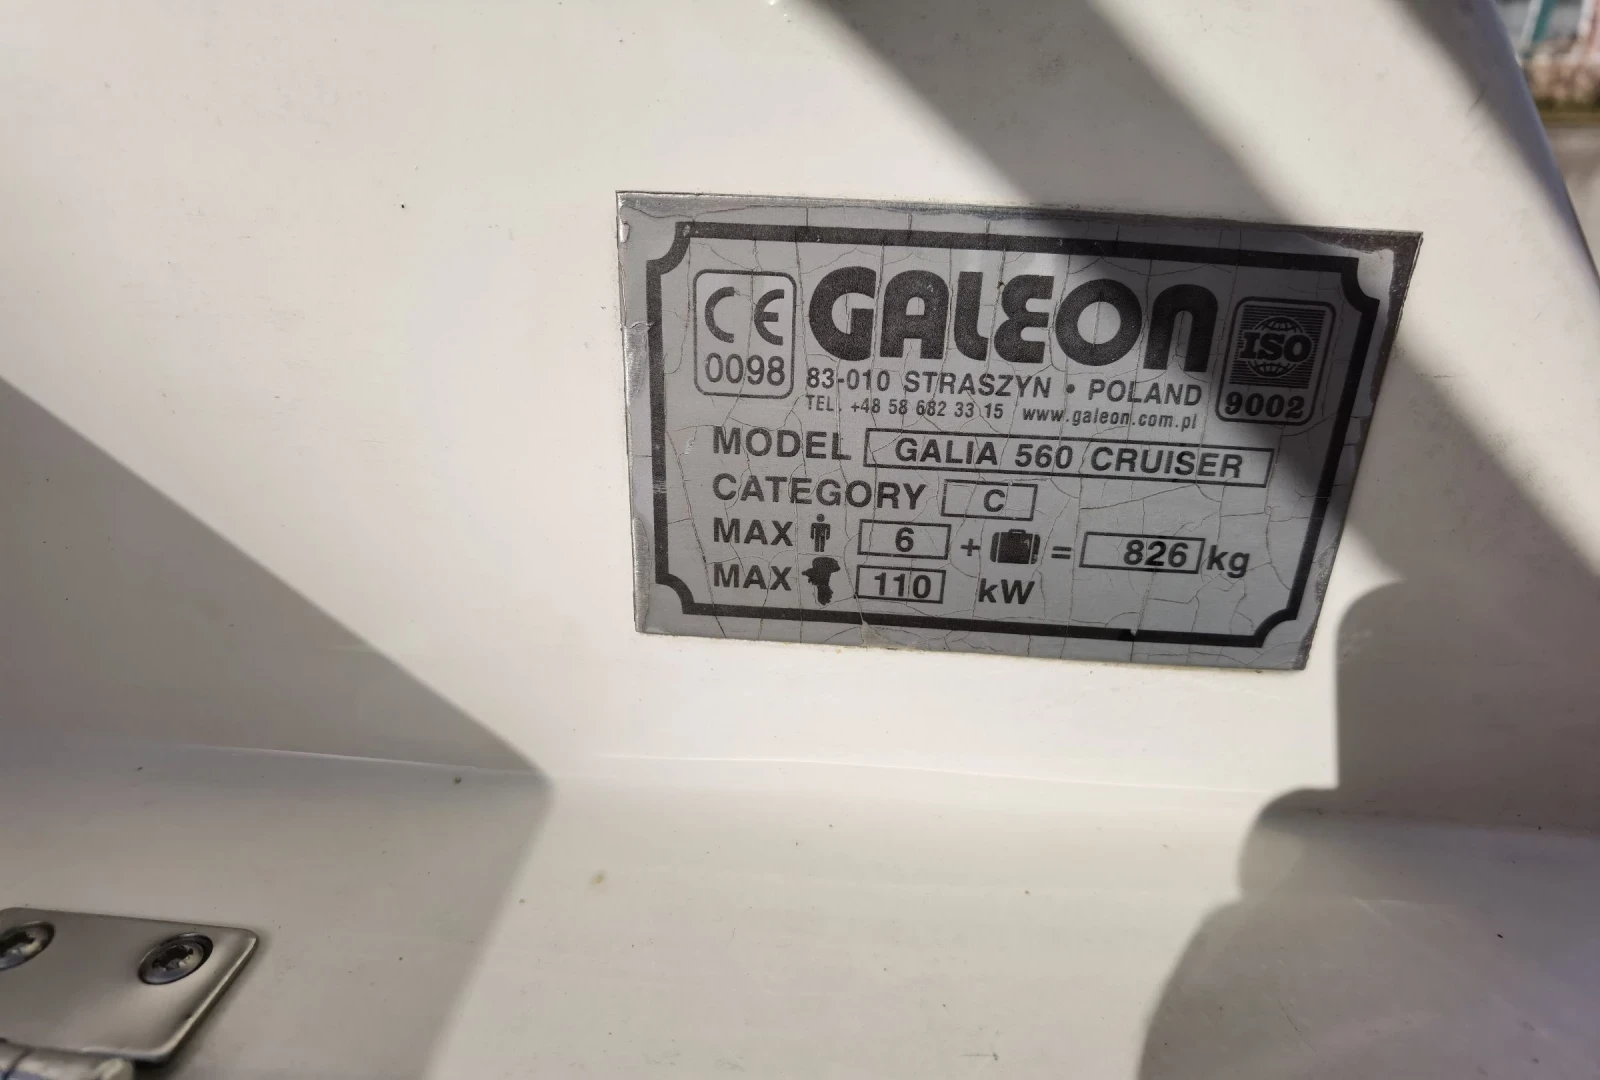 CE
0098
GALEON
ISO
9002
83-010 STRASZYN • POLAND
TEL. +48 58 682 33 15 www.galeon.com.pl
MODEL GALIA 560 CRUISER
CATEGORY C
MAX 6 + = 826 kg
MAX 110 kW